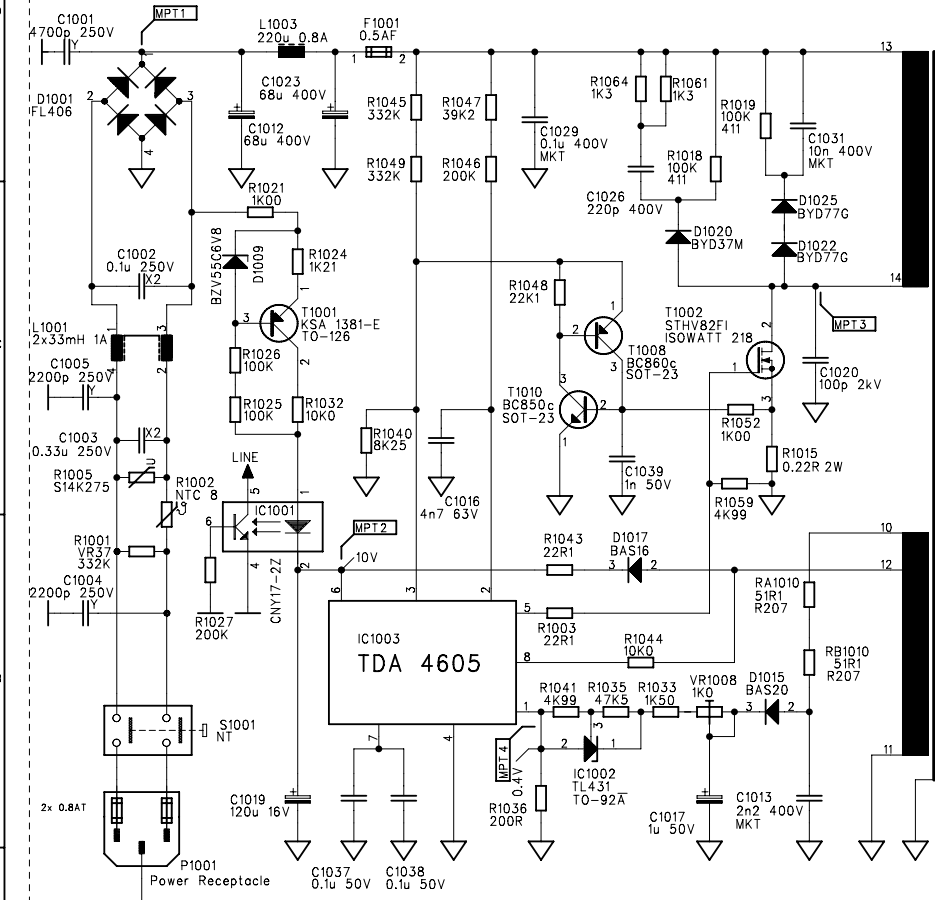 C1001
4700p 250V
Y
MPT1
1
L1003
220u 0.8A
F1001
0.5AF
1 2
13
D1001
FL406
2
3
4
C1023
68u 400V
+
+
C1012
68u 400V
R1045
332K
R1047
39K2
C1029
0.1u 400V
MKT
R1064
1K3
R1061
1K3
R1019
100K
411
C1031
10n 400V
MKT
R1049
332K
R1046
200K
R1018
100K
411
C1026
220p 400V
R1021
1K00
D1025
BYD77G
D1020
BYD37M
D1022
BYD77G
C1002
0.1u 250V
X2
BZV55C6V8
D1009
R1024
1K21
14
R1048
22K1
L1001
2x33mH 1A
1
3
4
2
1
3
2
T1001
KSA 1381-E
TO-126
1
2
T1008
BC860c
SOT-23
2
T1002
STHV82FI
ISOWATT 218
2
1
3
MPT3
C1020
100p 2kV
C1005
2200p 250V
Y
R1026
100K
T1010
BC850c
SOT-23
3
2
1
R1025
100K
R1032
10K0
C1003
0.33u 250V
X2
R1040
8K25
R1052
1K00
LINE
R1005
S14K275
U
R1002
NTC 8
C1016
4n7 63V
C1039
1n 50V
R1015
0.22R 2W
R1059
4K99
5
1
IC1001
6
4
2
CNY17-2Z
MPT2
10V
R1001
VR37
332K
R1043
22R1
D1017
BAS16
3 2
10
12
C1004
2200p 250V
Y
R1027
200K
6
3
2
RA1010
51R1
R207
IC1003
TDA 4605
5
8
1
7
4
R1003
22R1
R1044
10K0
RB1010
51R1
R207
R1041
4K99
R1035
47K5
R1033
1K50
VR1008
1K0
D1015
BAS20
3 2
S1001
NT
MPT4
0.4V
2
3
1
IC1002
TL431
TO-92A
11
2x 0.8AT
C1019
120u 16V
+
R1036
200R
C1017
1u 50V
+
C1013
2n2 400V
MKT
P1001
Power Receptacle
C1037
0.1u 50V
C1038
0.1u 50V